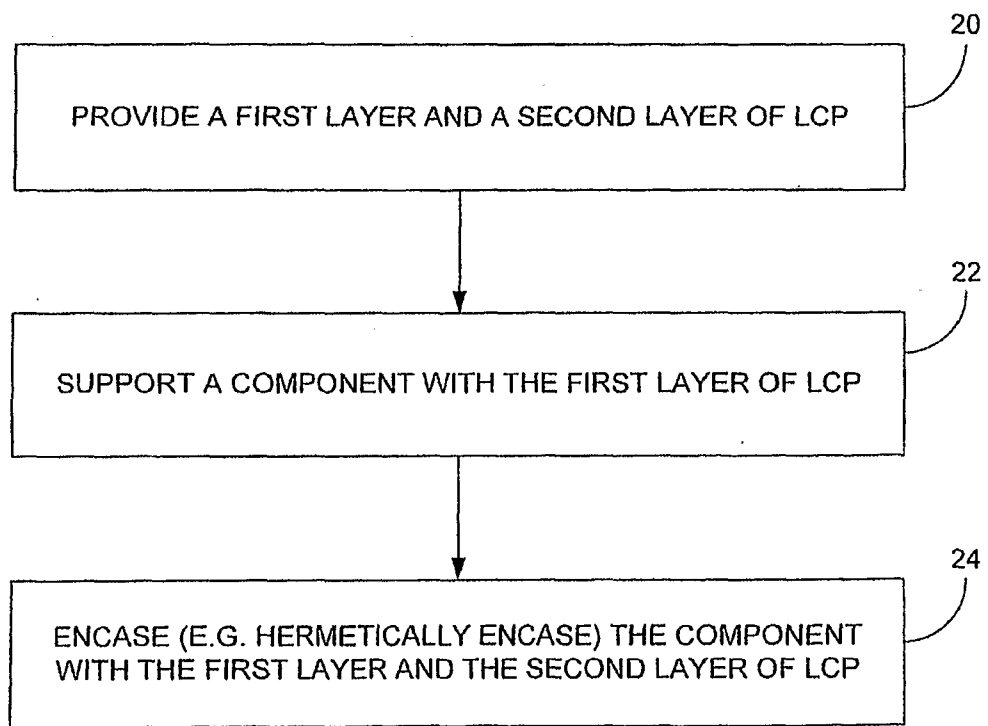 20
PROVIDE A FIRST LAYER AND A SECOND LAYER OF LCP
22
SUPPORT A COMPONENT WITH THE FIRST LAYER OF LCP
24
ENCASE (E.G. HERMETICALLY ENCASE) THE COMPONENT
WITH THE FIRST LAYER AND THE SECOND LAYER OF LCP